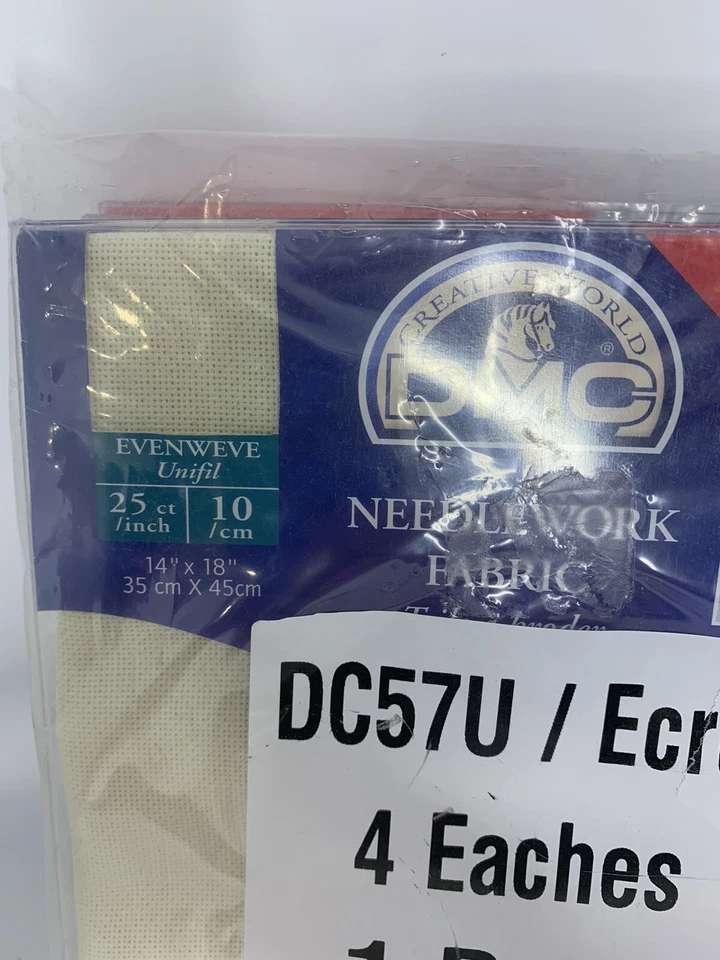 CREATIVE WORLD
DMC ®
EVENWEVE
Unifil
25 ct /inch
10 /cm
14" x 18"
35 cm X 45cm
NEEDLEWORK
FABRIC
DC57U / Ecr
4 Eaches
1